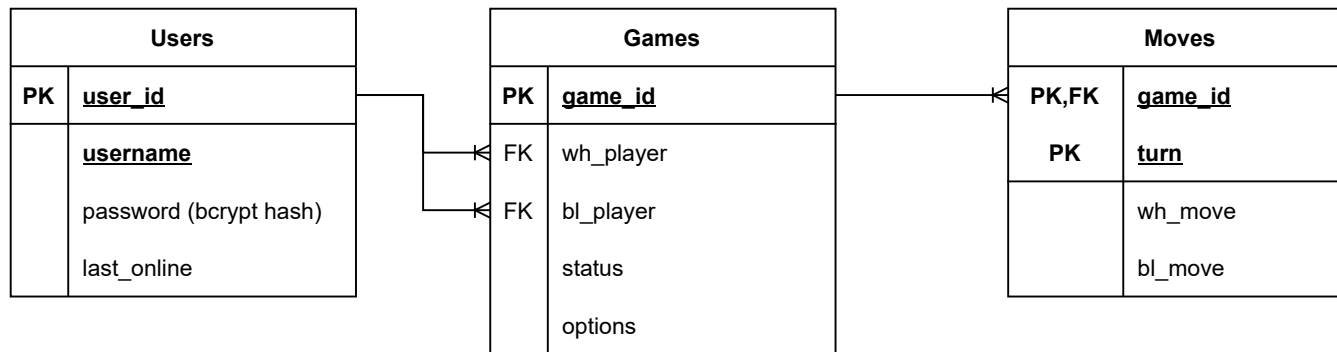 Users
PK user_id
username
password (bcrypt hash)
last_online
Games
PK game_id
FK wh_player
FK bl_player
status
options
Moves
PK,FK game_id
PK turn
wh_move
bl_move